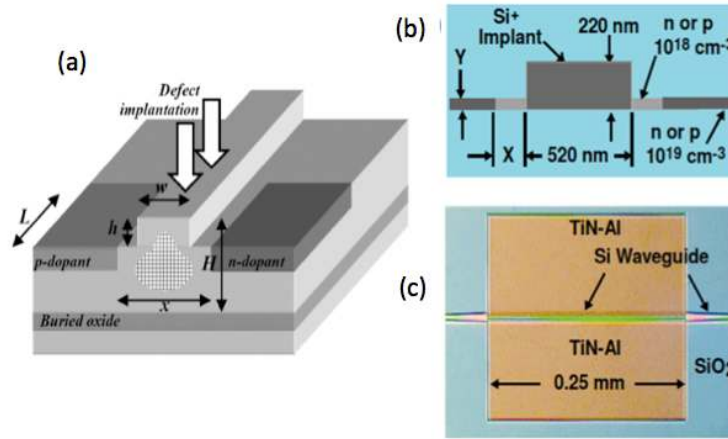 (a)
Defect
implantation
w
L
h
H
p-dopant
n-dopant
x
Buried oxide
(b)
Si+
Implant
220 nm
n or p
10¹⁸ cm⁻³
Y
X
520 nm
n or p
10¹⁹ cm⁻³
(c)
TiN-Al
Si Waveguide
TiN-Al
SiO₂
0.25 mm